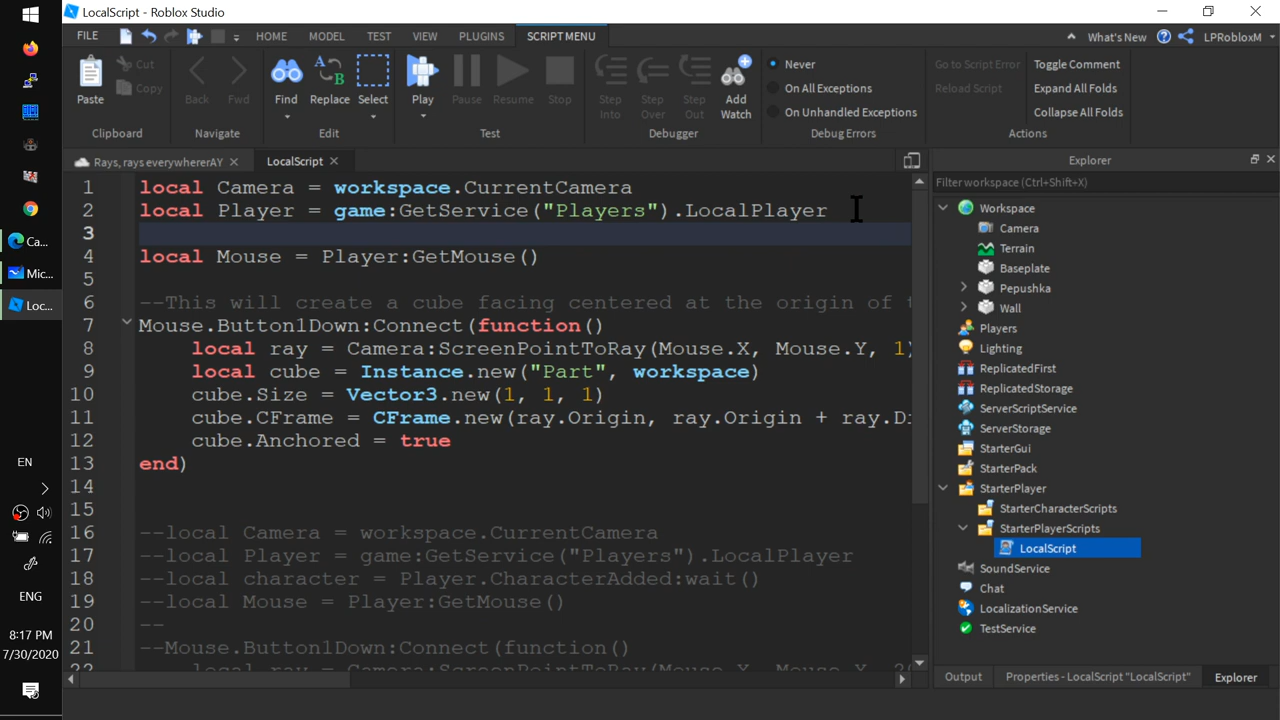 LocalScript - Roblox Studio
FILE HOME MODEL TEST VIEW PLUGINS SCRIPT MENU What's New LPRobloxM
Paste Cut Copy
Clipboard
Back Fwd
Navigate
Find Replace Select
Edit
Play Pause Resume Stop
Test
Step Into Step Over Step Out Add Watch
Debugger
Never
On All Exceptions
On Unhandled Exceptions
Debug Errors
Go to Script Error Toggle Comment
Reload Script Expand All Folds
Collapse All Folds
Actions
Rays, rays everywhererAY LocalScript
1 local Camera = workspace.CurrentCamera
2 local Player = game:GetService("Players").LocalPlayer
3
4 local Mouse = Player:GetMouse()
5
6 --This will create a cube facing centered at the origin of t
7 Mouse.Button1Down:Connect(function()
8 local ray = Camera:ScreenPointToRay(Mouse.X, Mouse.Y, 1)
9 local cube = Instance.new("Part", workspace)
10 cube.Size = Vector3.new(1, 1, 1)
11 cube.CFrame = CFrame.new(ray.Origin, ray.Origin + ray.Di
12 cube.Anchored = true
13 end)
14
15
16 --local Camera = workspace.CurrentCamera
17 --local Player = game:GetService("Players").LocalPlayer
18 --local character = Player.CharacterAdded:wait()
19 --local Mouse = Player:GetMouse()
20 --
21 --Mouse.Button1Down:Connect(function()
22 -- local ray = Camera:ScreenPointToRay(Mouse.X, Mouse.Y,
Explorer
Filter workspace (Ctrl+Shift+X)
Workspace
Camera
Terrain
Baseplate
Pepushka
Wall
Players
Lighting
ReplicatedFirst
ReplicatedStorage
ServerScriptService
ServerStorage
StarterGui
StarterPack
StarterPlayer
StarterCharacterScripts
StarterPlayerScripts
LocalScript
SoundService
Chat
LocalizationService
TestService
Output Properties - LocalScript "LocalScript" Explorer
Ca...
Mic...
Loc...
EN
ENG
8:17 PM
7/30/2020